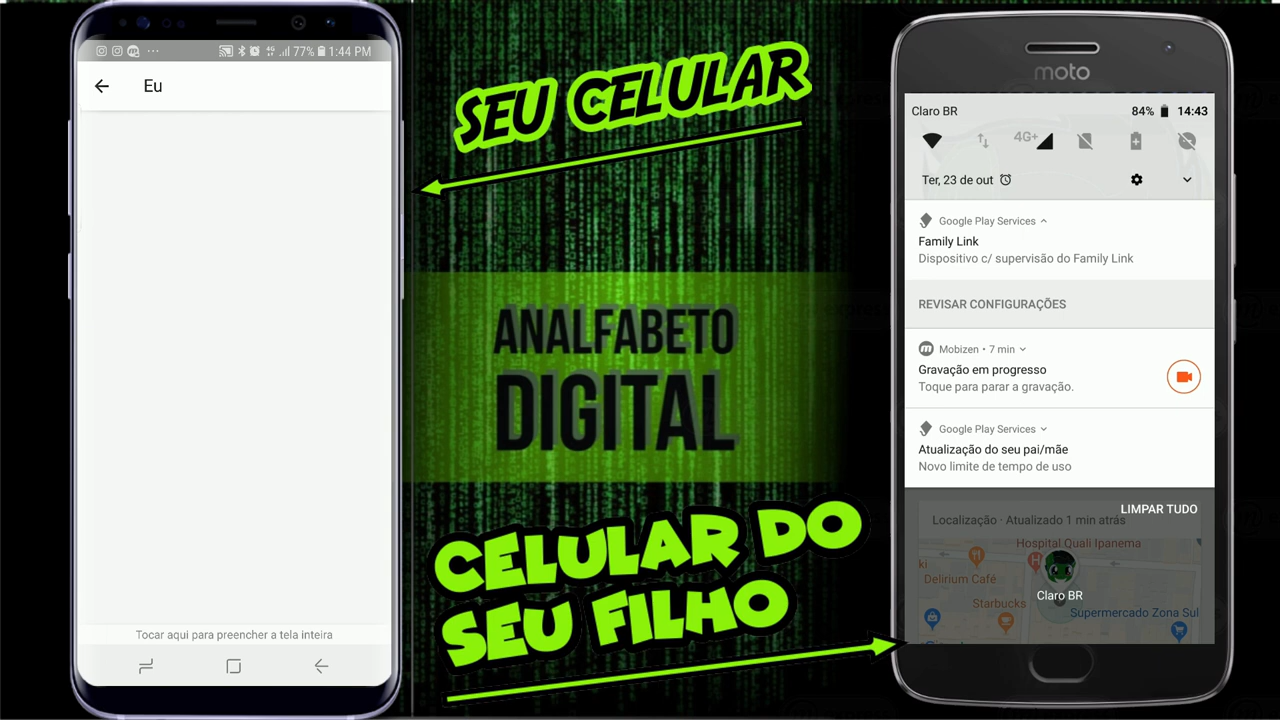 77% 1:44 PM
Eu
Tocar aqui para preencher a tela inteira
SEU CELULAR
ANALFABETO
DIGITAL
CELULAR DO
SEU FILHO
moto
Claro BR 84% 14:43
4G+
Ter, 23 de out
Google Play Services
Family Link
Dispositivo c/ supervisão do Family Link
REVISAR CONFIGURAÇÕES
Mobizen • 7 min
Gravação em progresso
Toque para parar a gravação.
Google Play Services
Atualização do seu pai/mãe
Novo limite de tempo de uso
LIMPAR TUDO
Localização · Atualizado 1 min atrás
Hospital Quali Ipanema
ki
Delirium Café
Claro BR
Starbucks
Supermercado Zona Sul